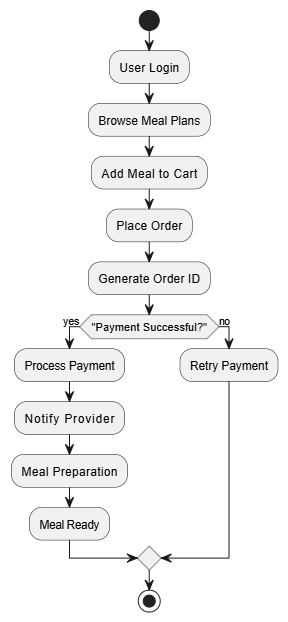 User Login
Browse Meal Plans
Add Meal to Cart
Place Order
Generate Order ID
yes
"Payment Successful?"
no
Process Payment
Retry Payment
Notify Provider
Meal Preparation
Meal Ready